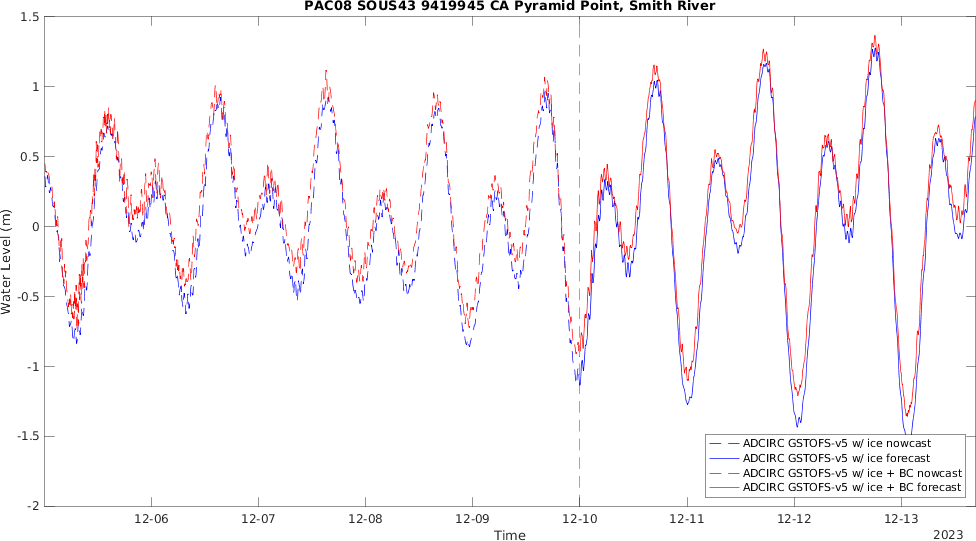 PAC08 SOUS43 9419945 CA Pyramid Point, Smith River
1.5
1
0.5
0
-0.5
-1
-1.5
-2
Water Level (m)
12-06
12-07
12-08
12-09
12-10
12-11
12-12
12-13
Time
2023
ADCIRC GSTOFS-v5 w/ ice nowcast
ADCIRC GSTOFS-v5 w/ ice forecast
ADCIRC GSTOFS-v5 w/ ice + BC nowcast
ADCIRC GSTOFS-v5 w/ ice + BC forecast